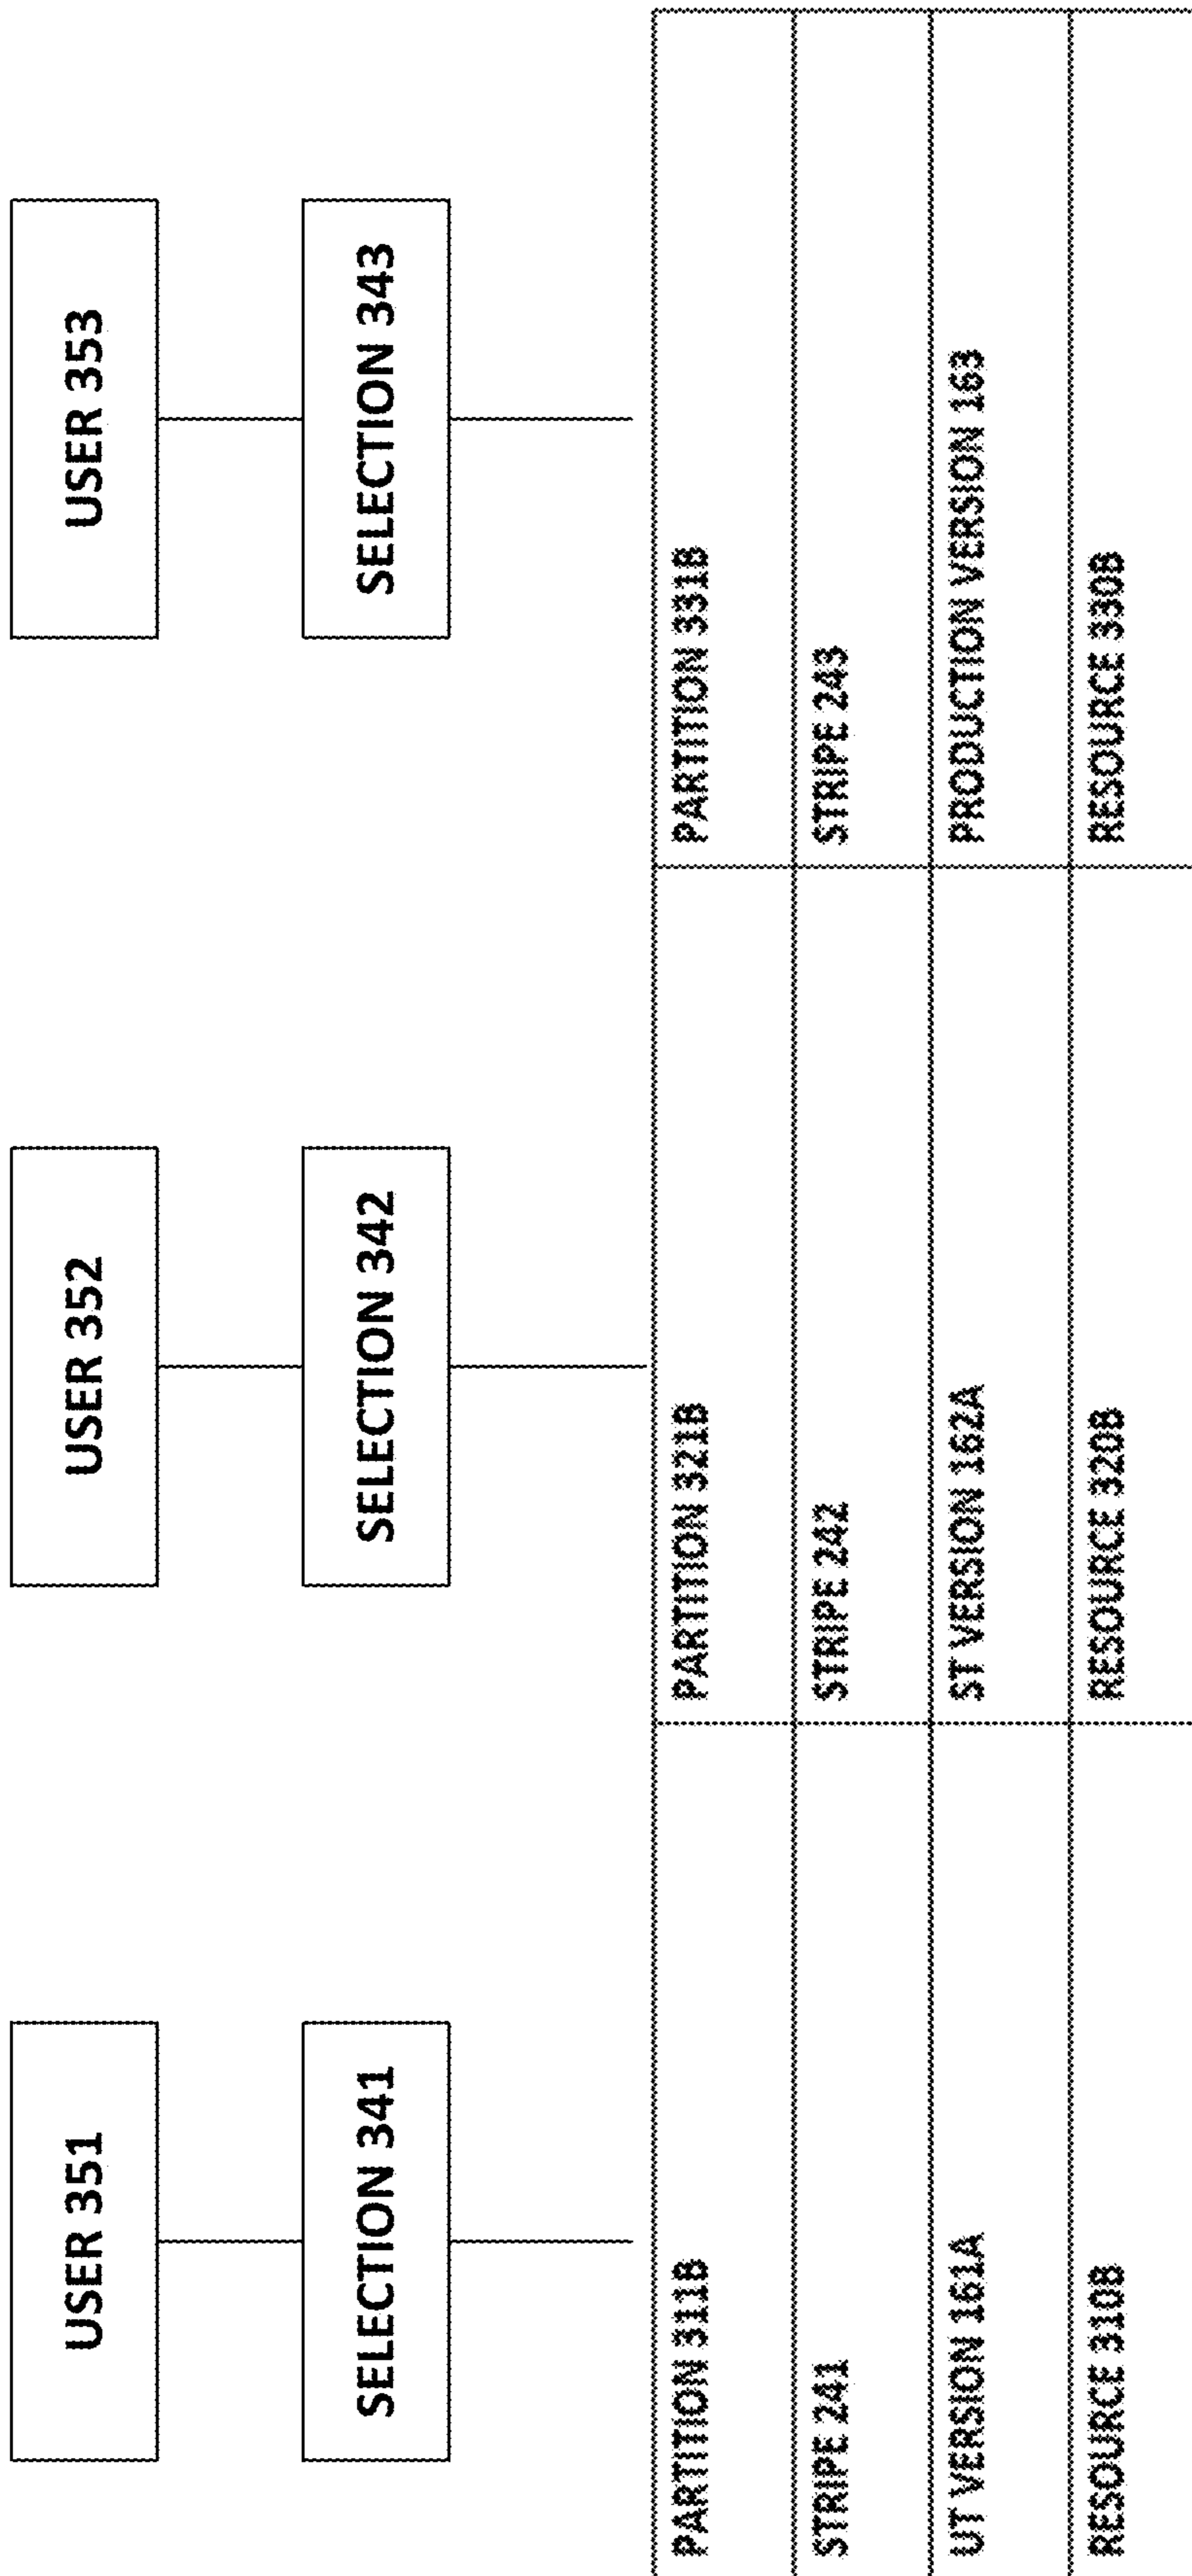 USER 351
USER 352
USER 353
SELECTION 341
SELECTION 342
SELECTION 343
PARTITION 311B
PARTITION 321B
PARTITION 331B
STRIPE 241
STRIPE 242
STRIPE 243
UT VERSION 161A
ST VERSION 162A
PRODUCTION VERSION 163
RESOURCE 310B
RESOURCE 320B
RESOURCE 330B